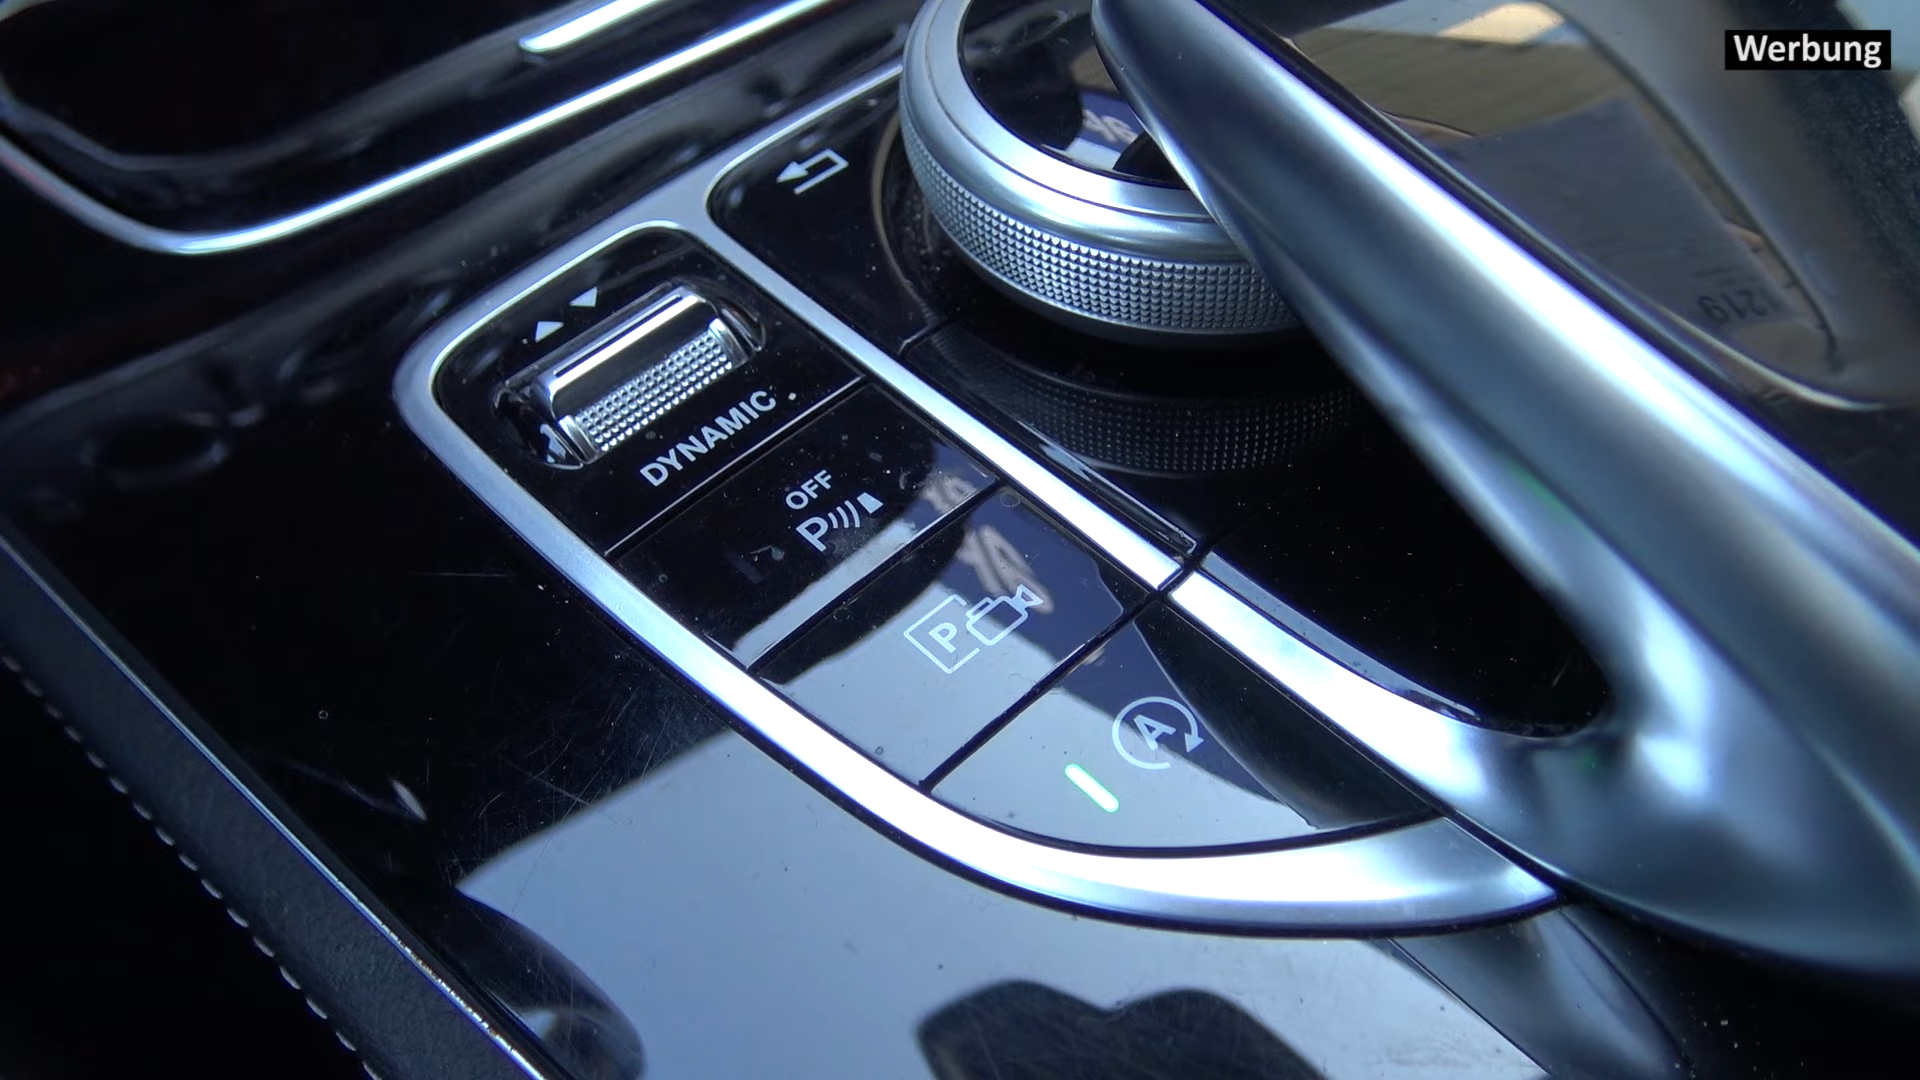 Werbung
DYNAMIC
OFF
P
P
A